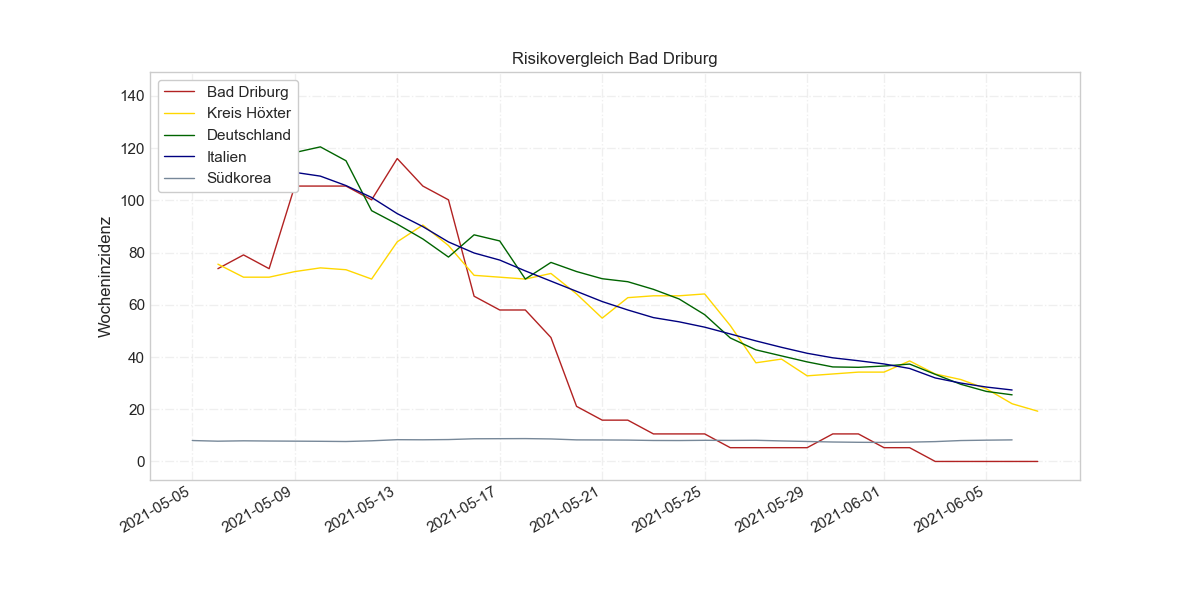 Risikovergleich Bad Driburg
Bad Driburg
Kreis Höxter
Deutschland
Italien
Südkorea
Wocheninzidenz
140
120
100
80
60
40
20
0
2021-05-05
2021-05-09
2021-05-13
2021-05-17
2021-05-21
2021-05-25
2021-05-29
2021-06-01
2021-06-05